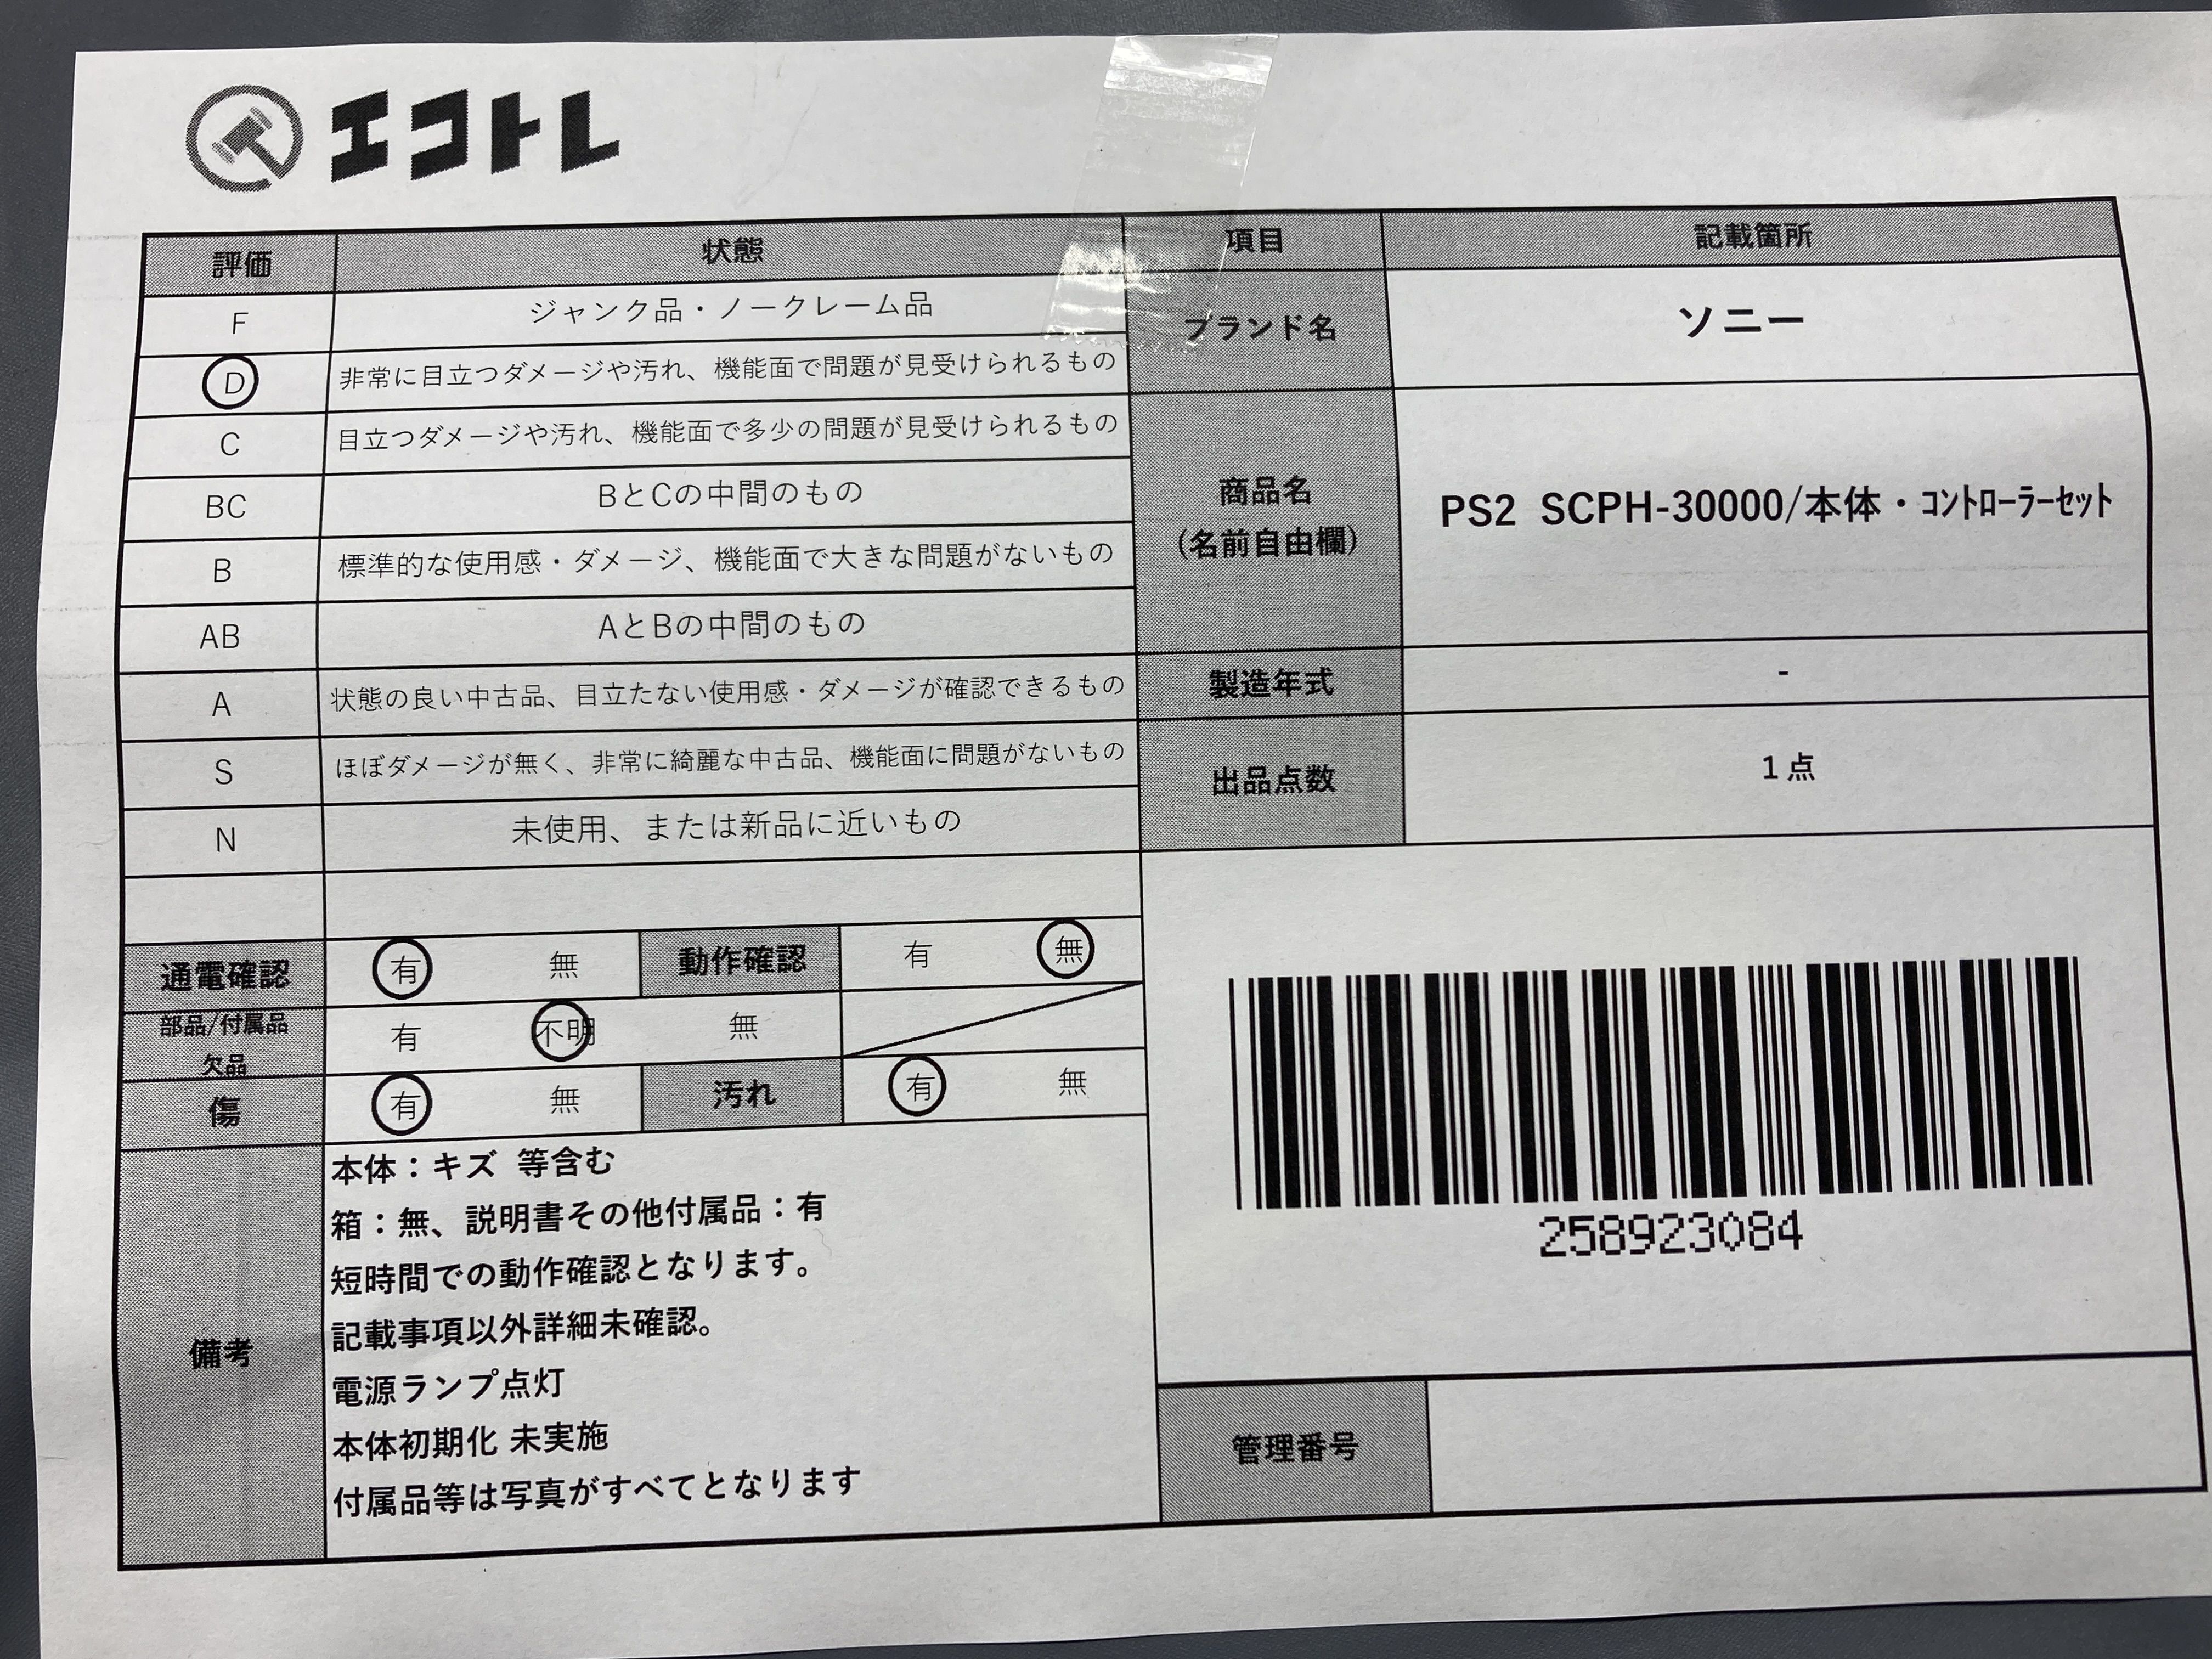 エコトレ
評価 状態 項目 記載箇所
F ジャンク品・ノークレーム品
D 非常に目立つダメージや汚れ、機能面で問題が見受けられるもの
ブランド名 ソニー
C 目立つダメージや汚れ、機能面で多少の問題が見受けられるもの
BC BとCの中間のもの
商品名
(名前自由欄)
PS2 SCPH-30000/本体・コントローラーセット
B 標準的な使用感・ダメージ、機能面で大きな問題がないもの
AB AとBの中間のもの
A 状態の良い中古品、目立たない使用感・ダメージが確認できるもの
製造年式 -
S ほぼダメージが無く、非常に綺麗な中古品、機能面に問題がないもの
出品点数 1点
N 未使用、または新品に近いもの
通電確認 有 無 動作確認 有 無
部品/付属品
欠品
有 不明 無
傷 有 無 汚れ 有 無
備考
本体：キズ 等含む
箱：無、説明書その他付属品：有
短時間での動作確認となります。
記載事項以外詳細未確認。
電源ランプ点灯
本体初期化 未実施
付属品等は写真がすべてとなります
258923084
管理番号